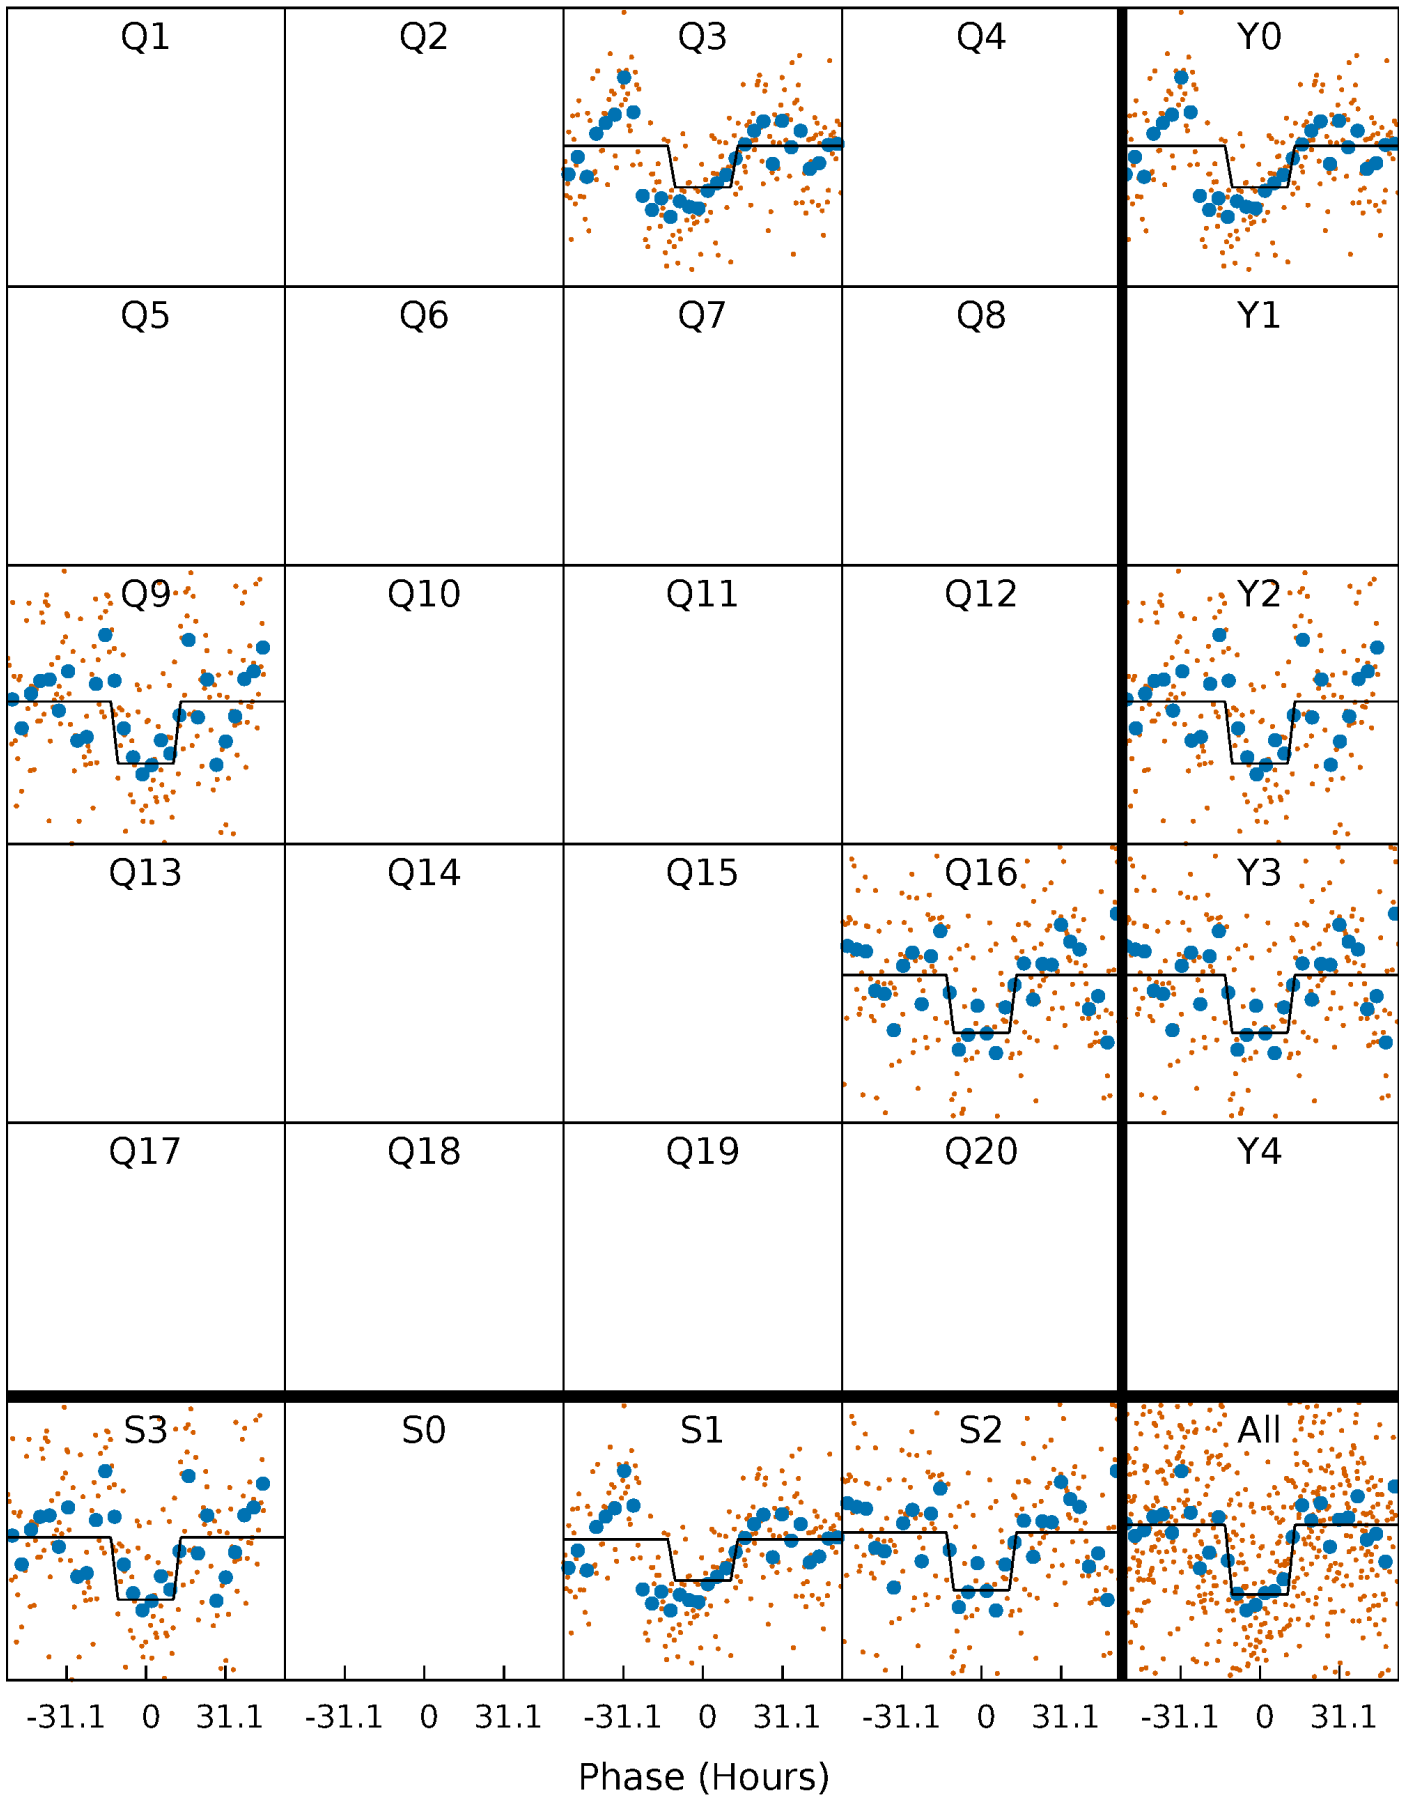 Q1 Q2 Q3 Q4 Y0
Q5 Q6 Q7 Q8 Y1
Q9 Q10 Q11 Q12 Y2
Q13 Q14 Q15 Q16 Y3
Q17 Q18 Q19 Q20 Y4
S3 S0 S1 S2 All
-31.1 0 31.1 -31.1 0 31.1 -31.1 0 31.1 -31.1 0 31.1 -31.1 0 31.1
Phase (Hours)